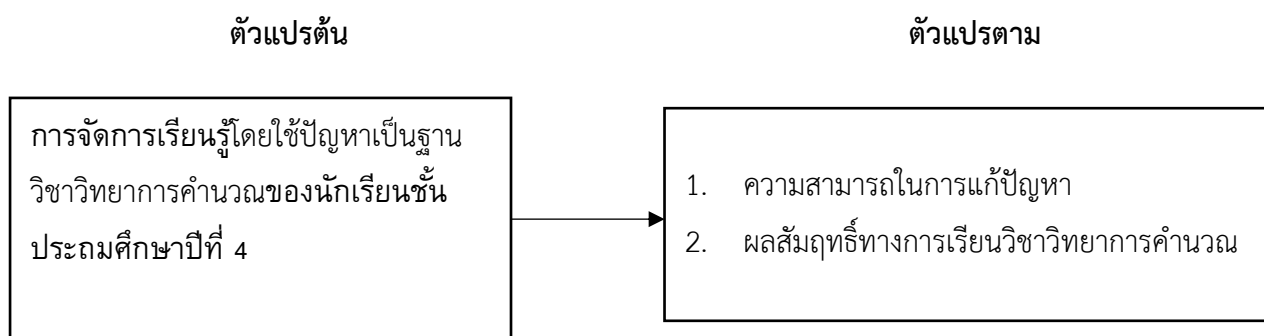 ตัวแปรต้น
ตัวแปรตาม
การจัดการเรียนรู้โดยใช้ปัญหาเป็นฐาน
วิชาวิทยาการคำนวณของนักเรียนชั้น
ประถมศึกษาปีที่ 4
1. ความสามารถในการแก้ปัญหา
2. ผลสัมฤทธิ์ทางการเรียนวิชาวิทยาการคำนวณ